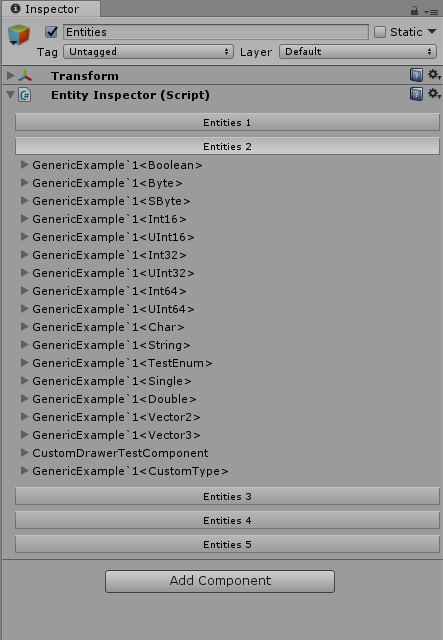 Inspector
Entities Static
Tag Untagged Layer Default
Transform
Entity Inspector (Script)
Entities 1
Entities 2
GenericExample`1<Boolean>
GenericExample`1<Byte>
GenericExample`1<SByte>
GenericExample`1<Int16>
GenericExample`1<UInt16>
GenericExample`1<Int32>
GenericExample`1<UInt32>
GenericExample`1<Int64>
GenericExample`1<UInt64>
GenericExample`1<Char>
GenericExample`1<String>
GenericExample`1<TestEnum>
GenericExample`1<Single>
GenericExample`1<Double>
GenericExample`1<Vector2>
GenericExample`1<Vector3>
CustomDrawerTestComponent
GenericExample`1<CustomType>
Entities 3
Entities 4
Entities 5
Add Component